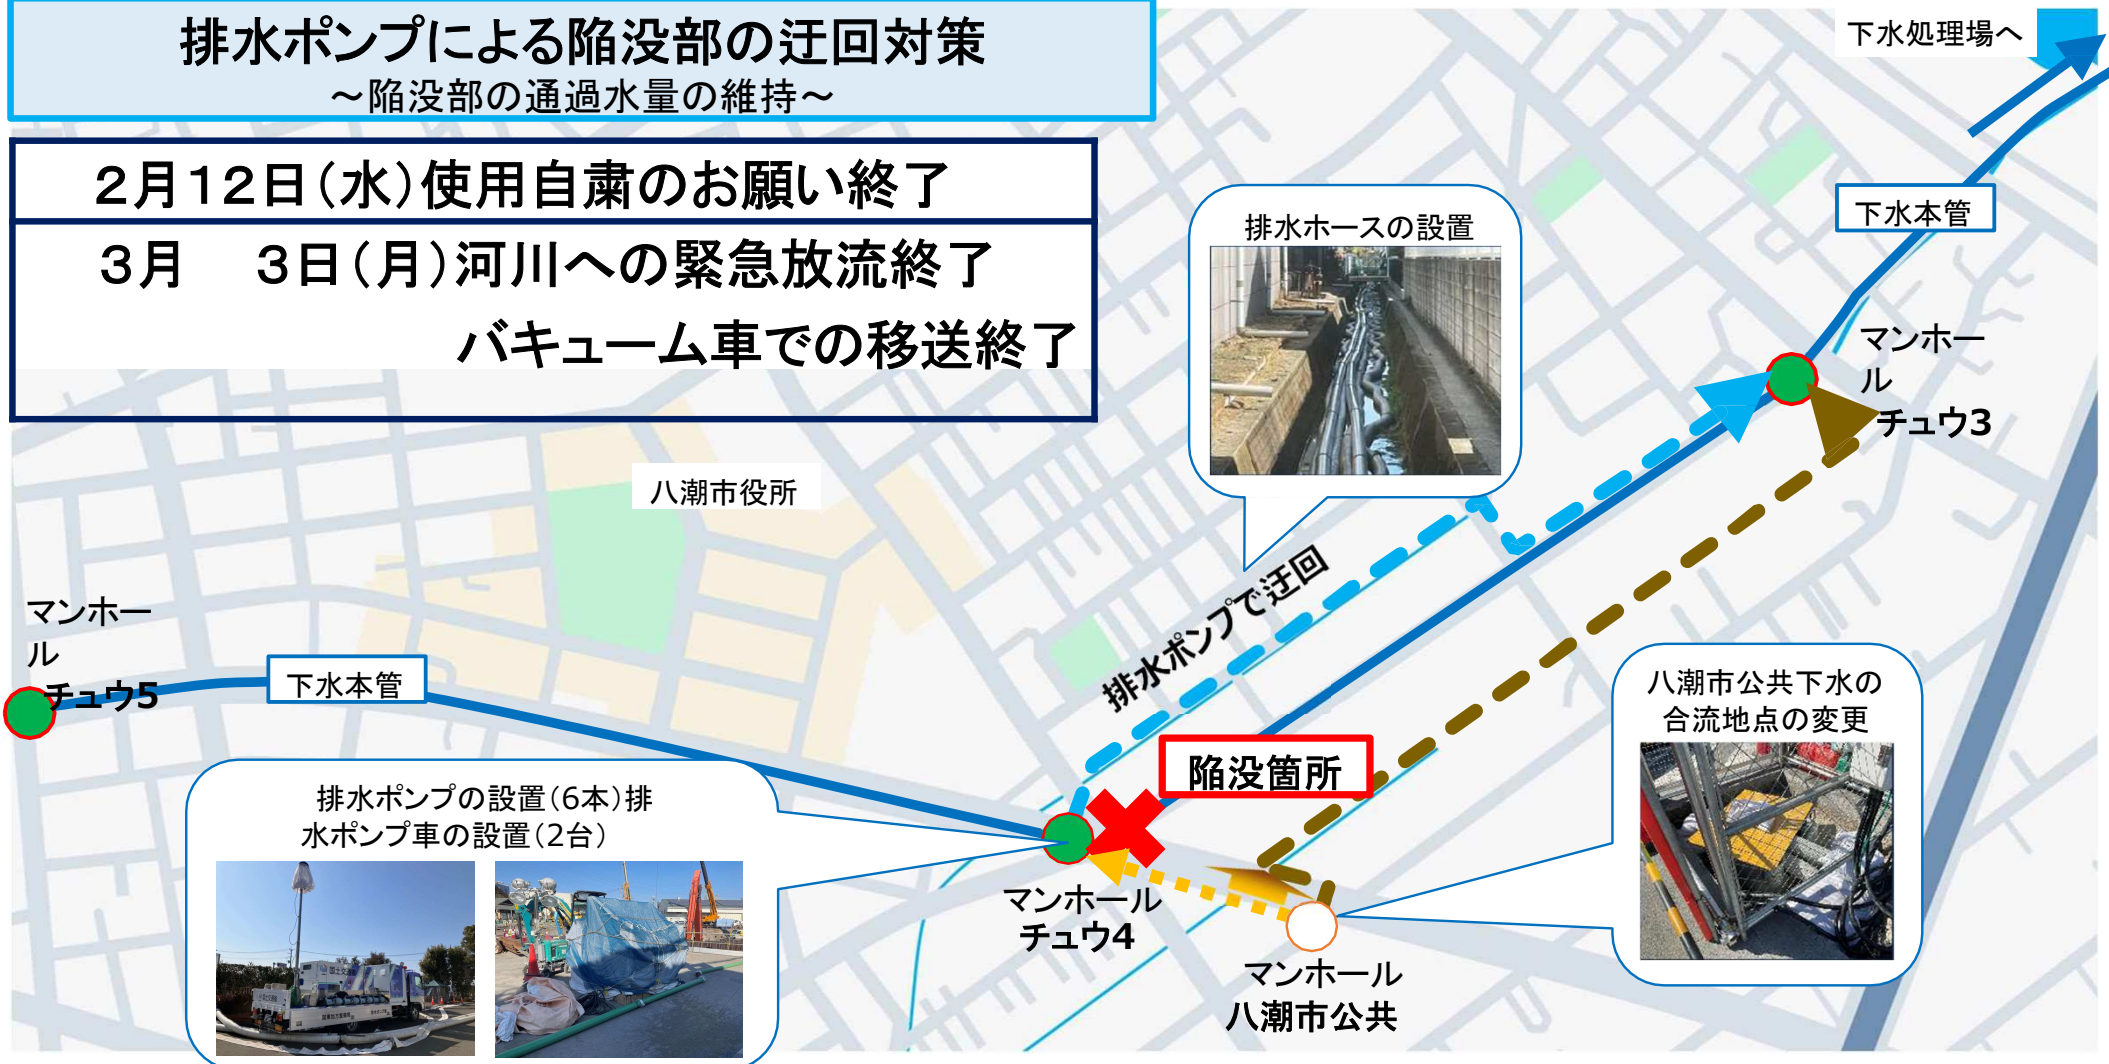 排水ポンプによる陥没部の迂回対策
～陥没部の通過水量の維持～
２月１２日（水）使用自粛のお願い終了
３月　３日（月）河川への緊急放流終了
バキューム車での移送終了
下水処理場へ
下水本管
排水ホースの設置
マンホー
ル
チュウ3
八潮市役所
排水ポンプで迂回
マンホー
ル
チュウ5
下水本管
陥没箇所
八潮市公共下水の
合流地点の変更
排水ポンプの設置（6本）排
水ポンプ車の設置（2台）
マンホール
チュウ4
マンホール
八潮市公共
国土交通省